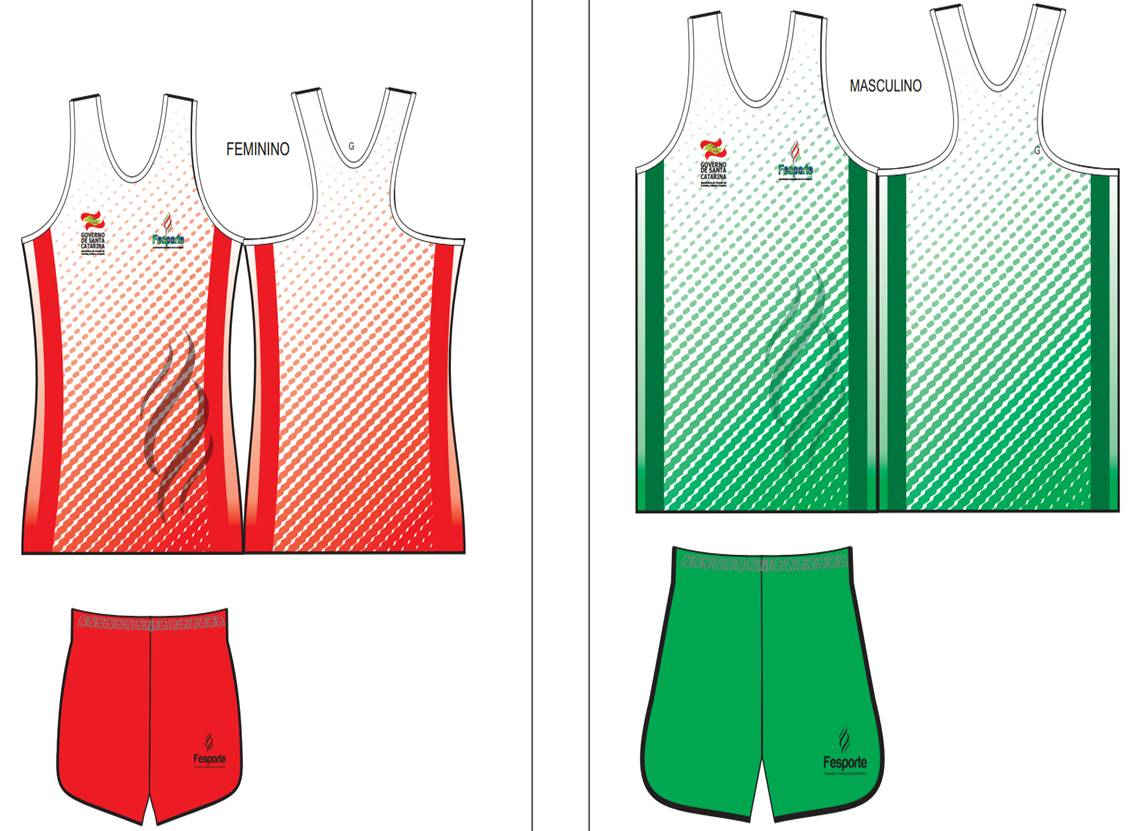 FEMININO
G
GOVERNO
DE SANTA
CATARINA
Fesporte
Fesporte
MASCULINO
G
GOVERNO
DE SANTA
CATARINA
Fesporte
Fesporte